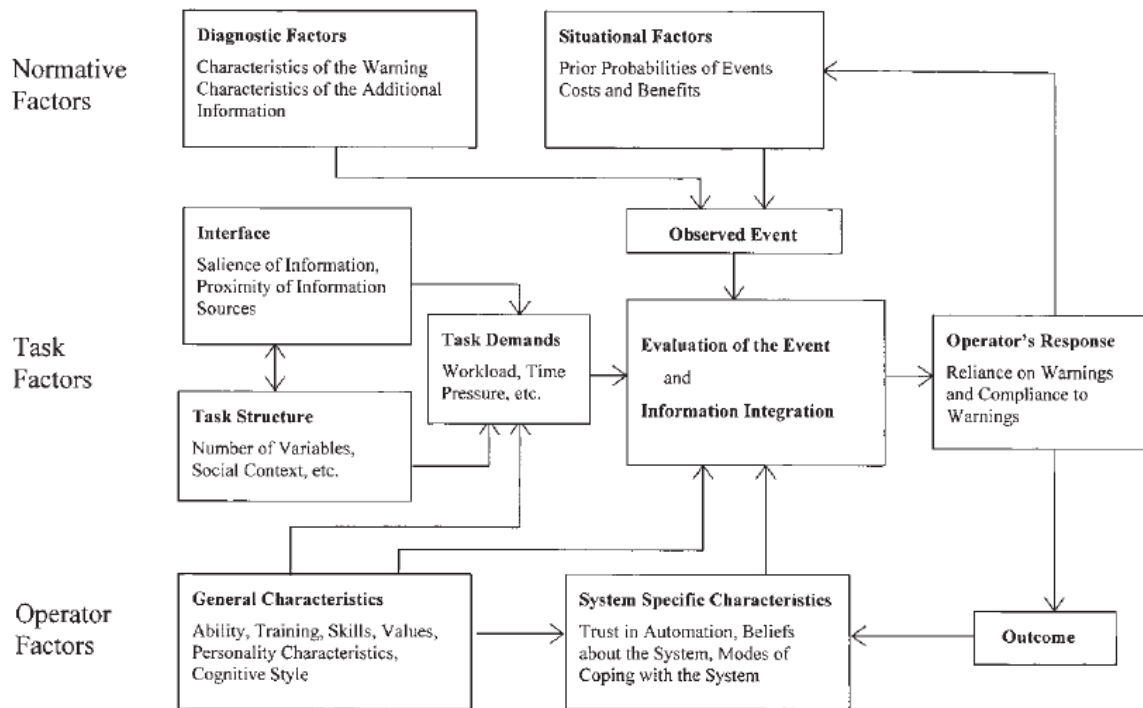 Normative
Factors
Diagnostic Factors
Characteristics of the Warning
Characteristics of the Additional
Information
Situational Factors
Prior Probabilities of Events
Costs and Benefits
Observed Event
Task
Factors
Interface
Salience of Information,
Proximity of Information
Sources
Task Structure
Number of Variables,
Social Context, etc.
Task Demands
Workload, Time
Pressure, etc.
Evaluation of the Event
and
Information Integration
Operator's Response
Reliance on Warnings
and Compliance to
Warnings
Operator
Factors
General Characteristics
Ability, Training, Skills, Values,
Personality Characteristics,
Cognitive Style
System Specific Characteristics
Trust in Automation, Beliefs
about the System, Modes of
Coping with the System
Outcome